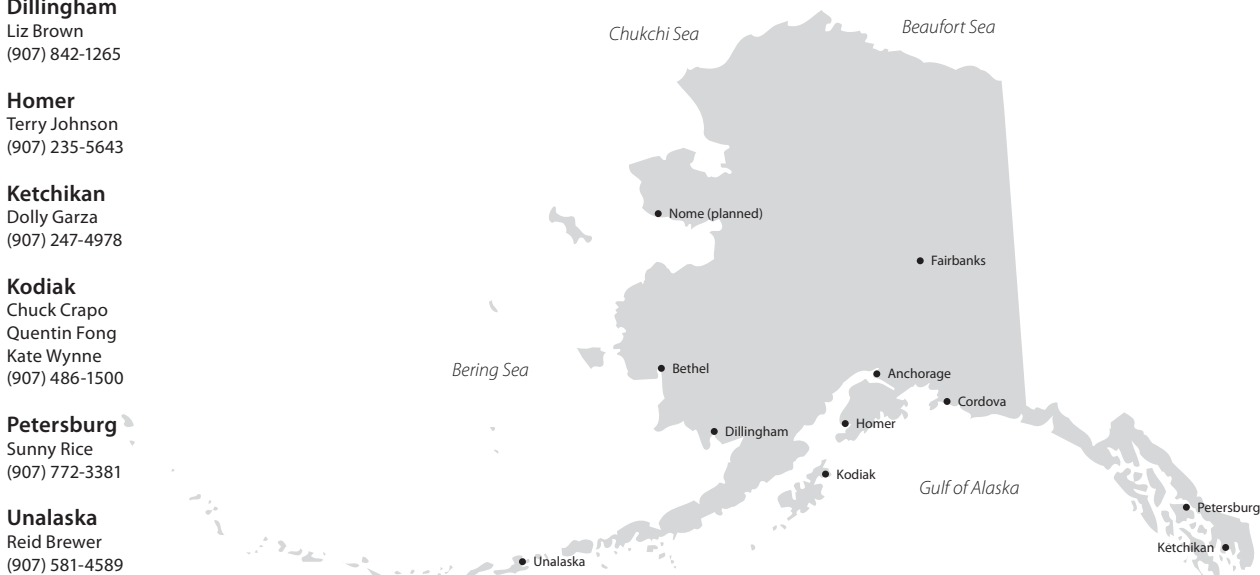 Dillingham
Liz Brown
(907) 842-1265
Homer
Terry Johnson
(907) 235-5643
Ketchikan
Dolly Garza
(907) 247-4978
Kodiak
Chuck Crapo
Quentin Fong
Kate Wynne
(907) 486-1500
Petersburg
Sunny Rice
(907) 772-3381
Unalaska
Reid Brewer
(907) 581-4589
Chukchi Sea
Beaufort Sea
Nome (planned)
Fairbanks
Bering Sea
Bethel
Anchorage
Cordova
Dillingham
Homer
Kodiak
Gulf of Alaska
Petersburg
Ketchikan
Unalaska